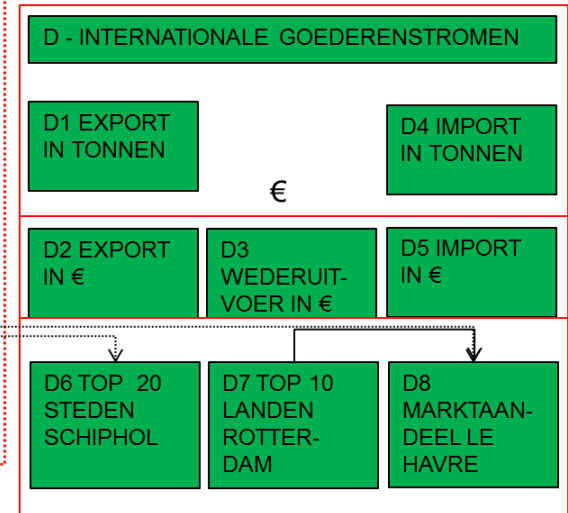 D - INTERNATIONALE GOEDERENSTROMEN
D1 EXPORT
IN TONNEN
D4 IMPORT
IN TONNEN
€
D2 EXPORT
IN €
D3
WEDERUIT-
VOER IN €
D5 IMPORT
IN €
D6 TOP 20
STEDEN
SCHIPHOL
D7 TOP 10
LANDEN
ROTTER-
DAM
D8
MARKTAAN-
DEEL LE
HAVRE